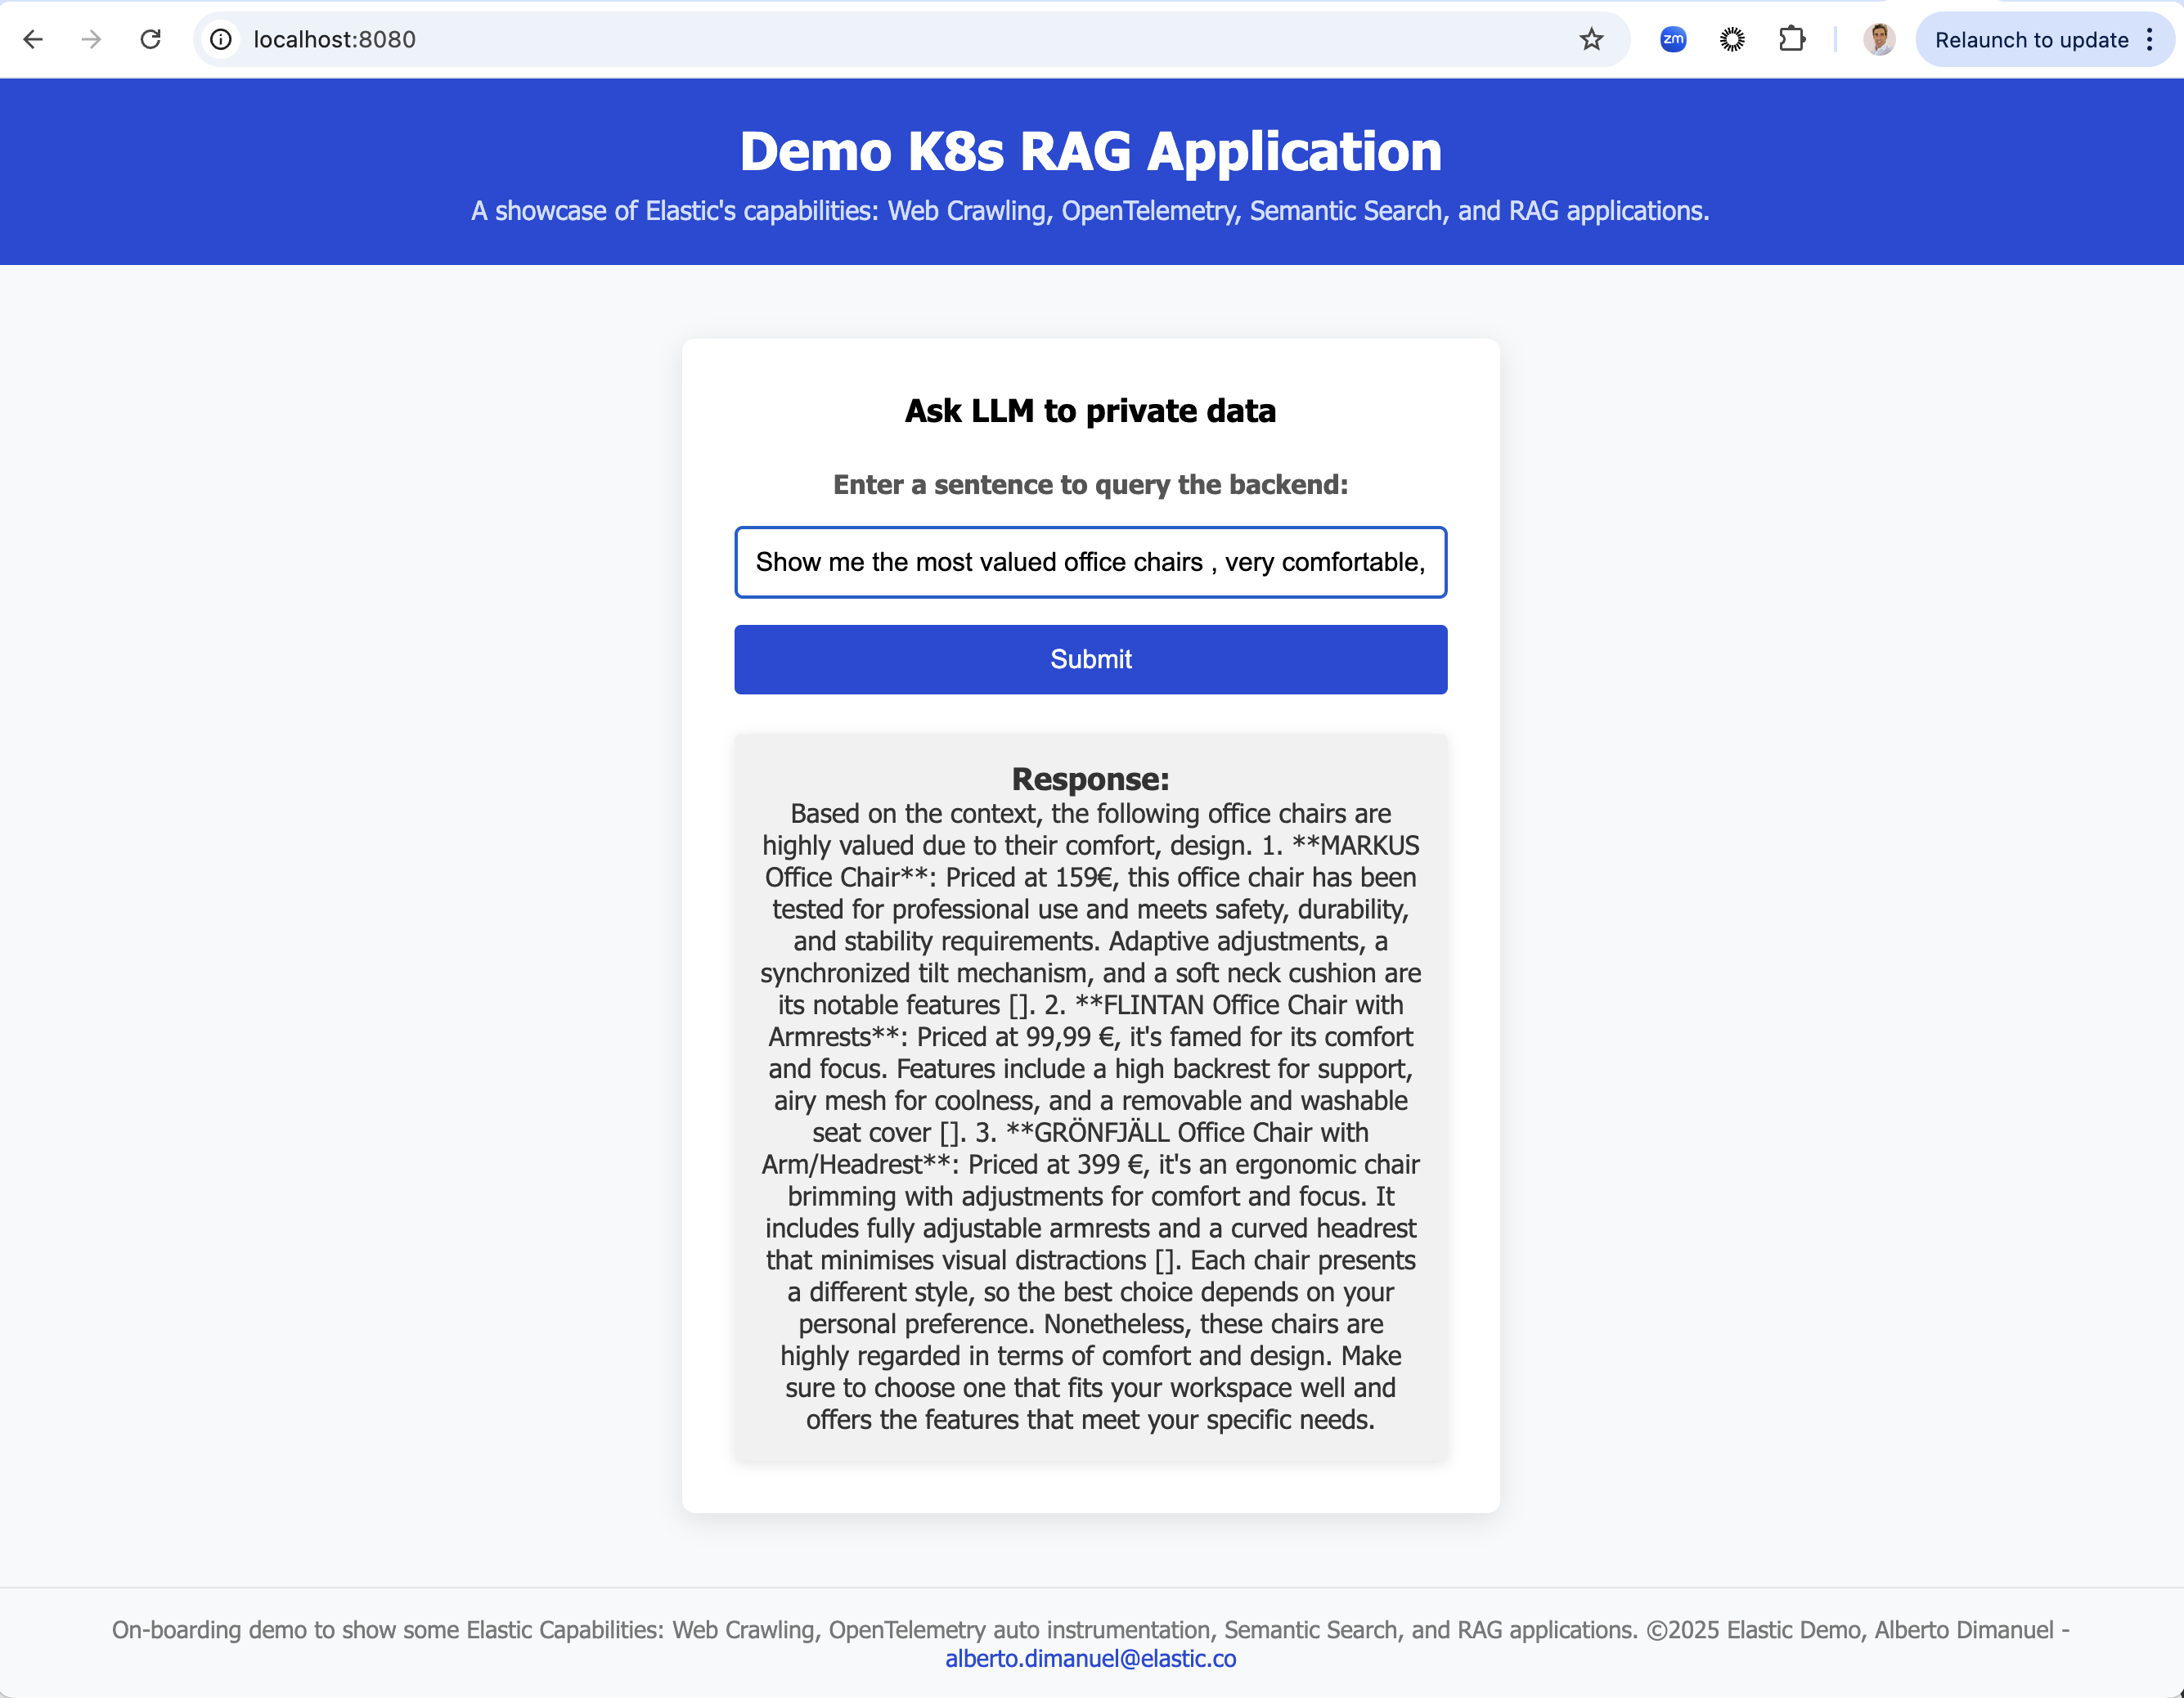 localhost:8080
zm
Relaunch to update
Demo K8s RAG Application
A showcase of Elastic's capabilities: Web Crawling, OpenTelemetry, Semantic Search, and RAG applications.
Ask LLM to private data
Enter a sentence to query the backend:
Show me the most valued office chairs , very comfortable,
Submit
Response:
Based on the context, the following office chairs are
highly valued due to their comfort, design. 1. **MARKUS
Office Chair**: Priced at 159€, this office chair has been
tested for professional use and meets safety, durability,
and stability requirements. Adaptive adjustments, a
synchronized tilt mechanism, and a soft neck cushion are
its notable features []. 2. **FLINTAN Office Chair with
Armrests**: Priced at 99,99 €, it's famed for its comfort
and focus. Features include a high backrest for support,
airy mesh for coolness, and a removable and washable
seat cover []. 3. **GRÖNFJÄLL Office Chair with
Arm/Headrest**: Priced at 399 €, it's an ergonomic chair
brimming with adjustments for comfort and focus. It
includes fully adjustable armrests and a curved headrest
that minimises visual distractions []. Each chair presents
a different style, so the best choice depends on your
personal preference. Nonetheless, these chairs are
highly regarded in terms of comfort and design. Make
sure to choose one that fits your workspace well and
offers the features that meet your specific needs.
On-boarding demo to show some Elastic Capabilities: Web Crawling, OpenTelemetry auto instrumentation, Semantic Search, and RAG applications. ©2025 Elastic Demo, Alberto Dimanuel -
alberto.dimanuel@elastic.co